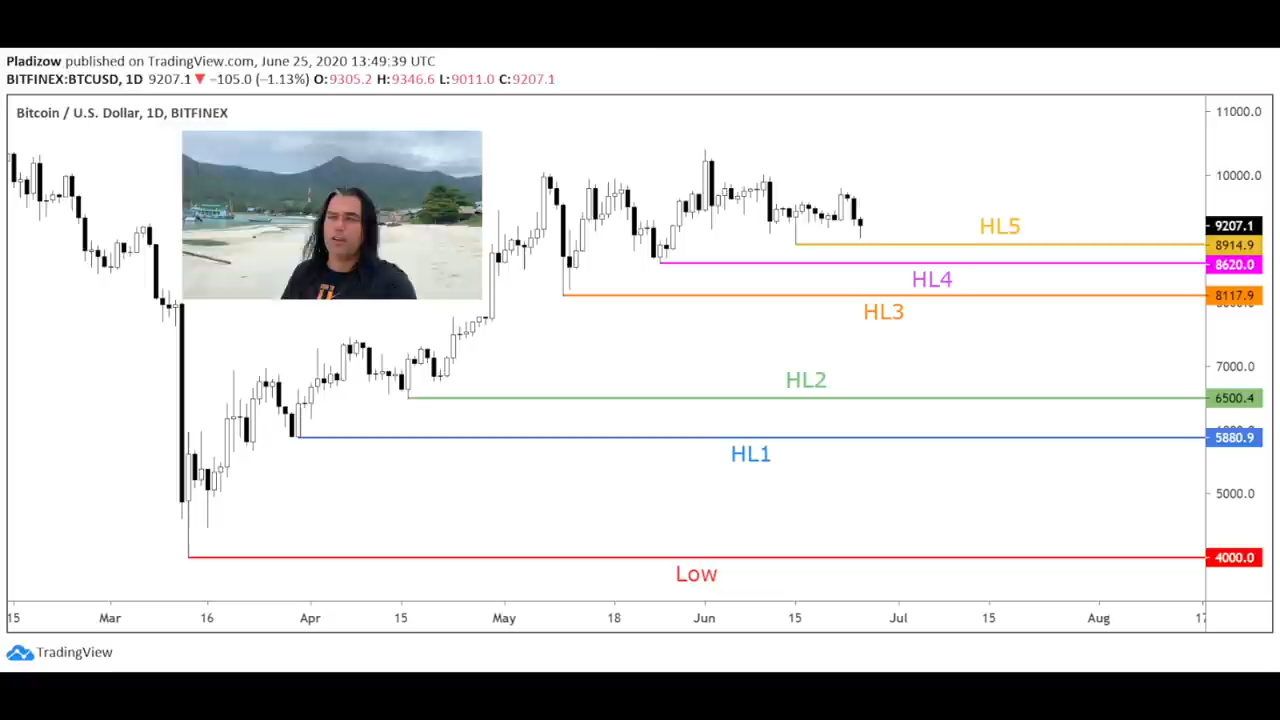 Pladizow published on TradingView.com, June 25, 2020 13:49:39 UTC
BITFINEX:BTCUSD, 1D 9207.1 ▼ −105.0 (−1.13%) O:9305.2 H:9346.6 L:9011.0 C:9207.1
Bitcoin / U.S. Dollar, 1D, BITFINEX
11000.0
10000.0
HL5
9207.1
8914.9
8620.0
HL4
8117.9
HL3
7000.0
HL2
6500.4
5880.9
HL1
5000.0
4000.0
Low
15 Mar 16 Apr 15 May 18 Jun 15 Jul 15 Aug 17
TradingView